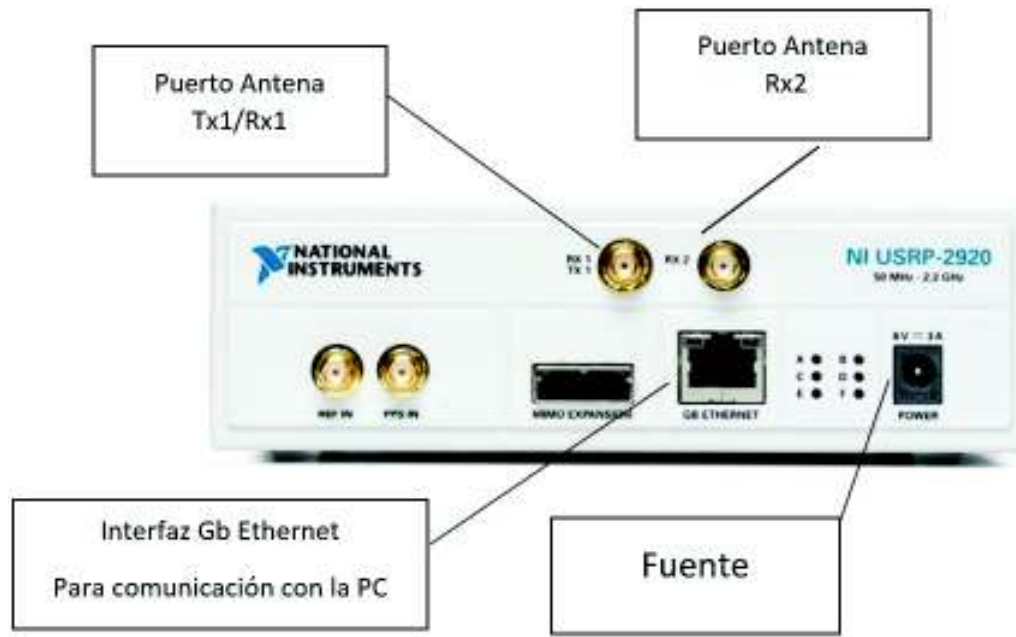 Puerto Antena
Tx1/Rx1
Puerto Antena
Rx2
NATIONAL
INSTRUMENTS
RX 1
TX 1
RX 2
NI USRP-2920
50 MHz - 2.2 GHz
6V ⎓ 3A
A
B
C
D
E
F
REF IN
PPS IN
MIMO EXPANSION
GB ETHERNET
POWER
Interfaz Gb Ethernet
Para comunicación con la PC
Fuente